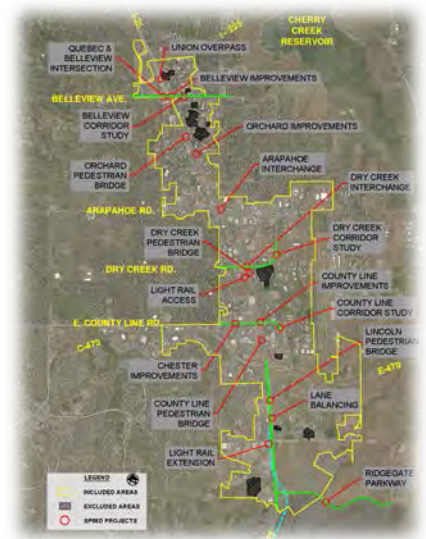 I-25
I-225
CHERRY
CREEK
RESERVOIR
QUEBEC &
BELLEVIEW
INTERSECTION
UNION OVERPASS
BELLEVIEW IMPROVEMENTS
BELLEVIEW AVE.
BELLEVIEW
CORRIDOR
STUDY
ORCHARD IMPROVEMENTS
ORCHARD
PEDESTRIAN
BRIDGE
ARAPAHOE
INTERCHANGE
DRY CREEK
INTERCHANGE
ARAPAHOE RD.
DRY CREEK
PEDESTRIAN
BRIDGE
DRY CREEK
CORRIDOR
STUDY
DRY CREEK RD.
COUNTY LINE
IMPROVEMENTS
LIGHT RAIL
ACCESS
COUNTY LINE
CORRIDOR STUDY
E. COUNTY LINE RD.
LINCOLN
PEDESTRIAN
BRIDGE
C-470
E-470
CHESTER
IMPROVEMENTS
COUNTY LINE
PEDESTRIAN
BRIDGE
LANE
BALANCING
LIGHT RAIL
EXTENSION
RIDGEGATE
PARKWAY
LEGEND
INCLUDED AREAS
EXCLUDED AREAS
SPIMD PROJECTS